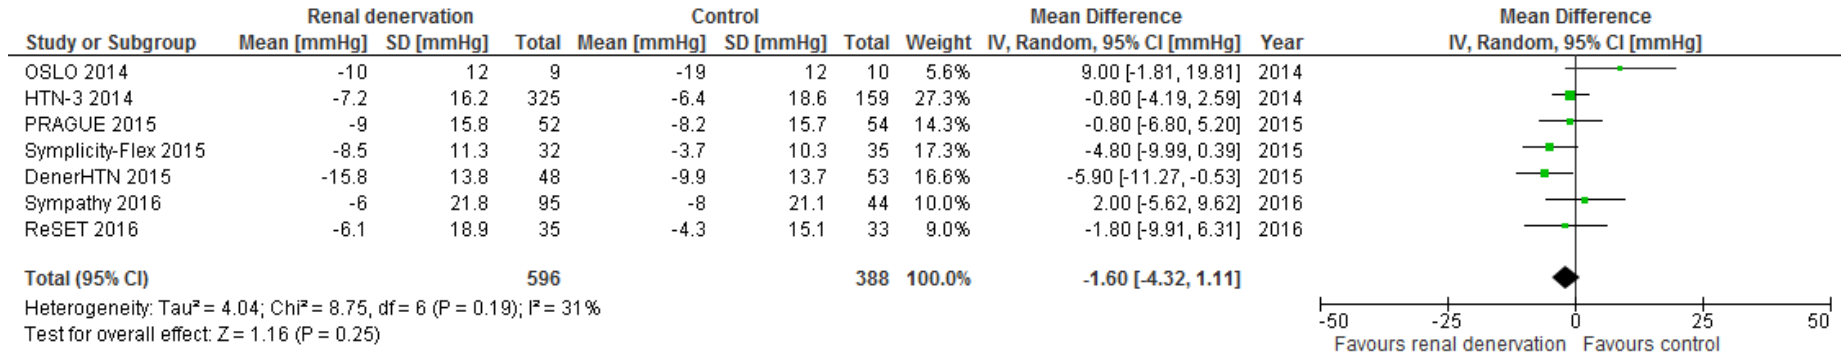 Renal denervation Control Mean Difference Mean Difference
Study or Subgroup Mean [mmHg] SD [mmHg] Total Mean [mmHg] SD [mmHg] Total Weight IV, Random, 95% CI [mmHg] Year IV, Random, 95% CI [mmHg]
OSLO 2014 -10 12 9 -19 12 10 5.6% 9.00 [-1.81, 19.81] 2014
HTN-3 2014 -7.2 16.2 325 -6.4 18.6 159 27.3% -0.80 [-4.19, 2.59] 2014
PRAGUE 2015 -9 15.8 52 -8.2 15.7 54 14.3% -0.80 [-6.80, 5.20] 2015
Symplicity-Flex 2015 -8.5 11.3 32 -3.7 10.3 35 17.3% -4.80 [-9.99, 0.39] 2015
DenerHTN 2015 -15.8 13.8 48 -9.9 13.7 53 16.6% -5.90 [-11.27, -0.53] 2015
Sympathy 2016 -6 21.8 95 -8 21.1 44 10.0% 2.00 [-5.62, 9.62] 2016
ReSET 2016 -6.1 18.9 35 -4.3 15.1 33 9.0% -1.80 [-9.91, 6.31] 2016
Total (95% CI) 596 388 100.0% -1.60 [-4.32, 1.11]
Heterogeneity: Tau² = 4.04; Chi² = 8.75, df = 6 (P = 0.19); I² = 31%
Test for overall effect: Z = 1.16 (P = 0.25)
-50 -25 0 25 50
Favours renal denervation Favours control